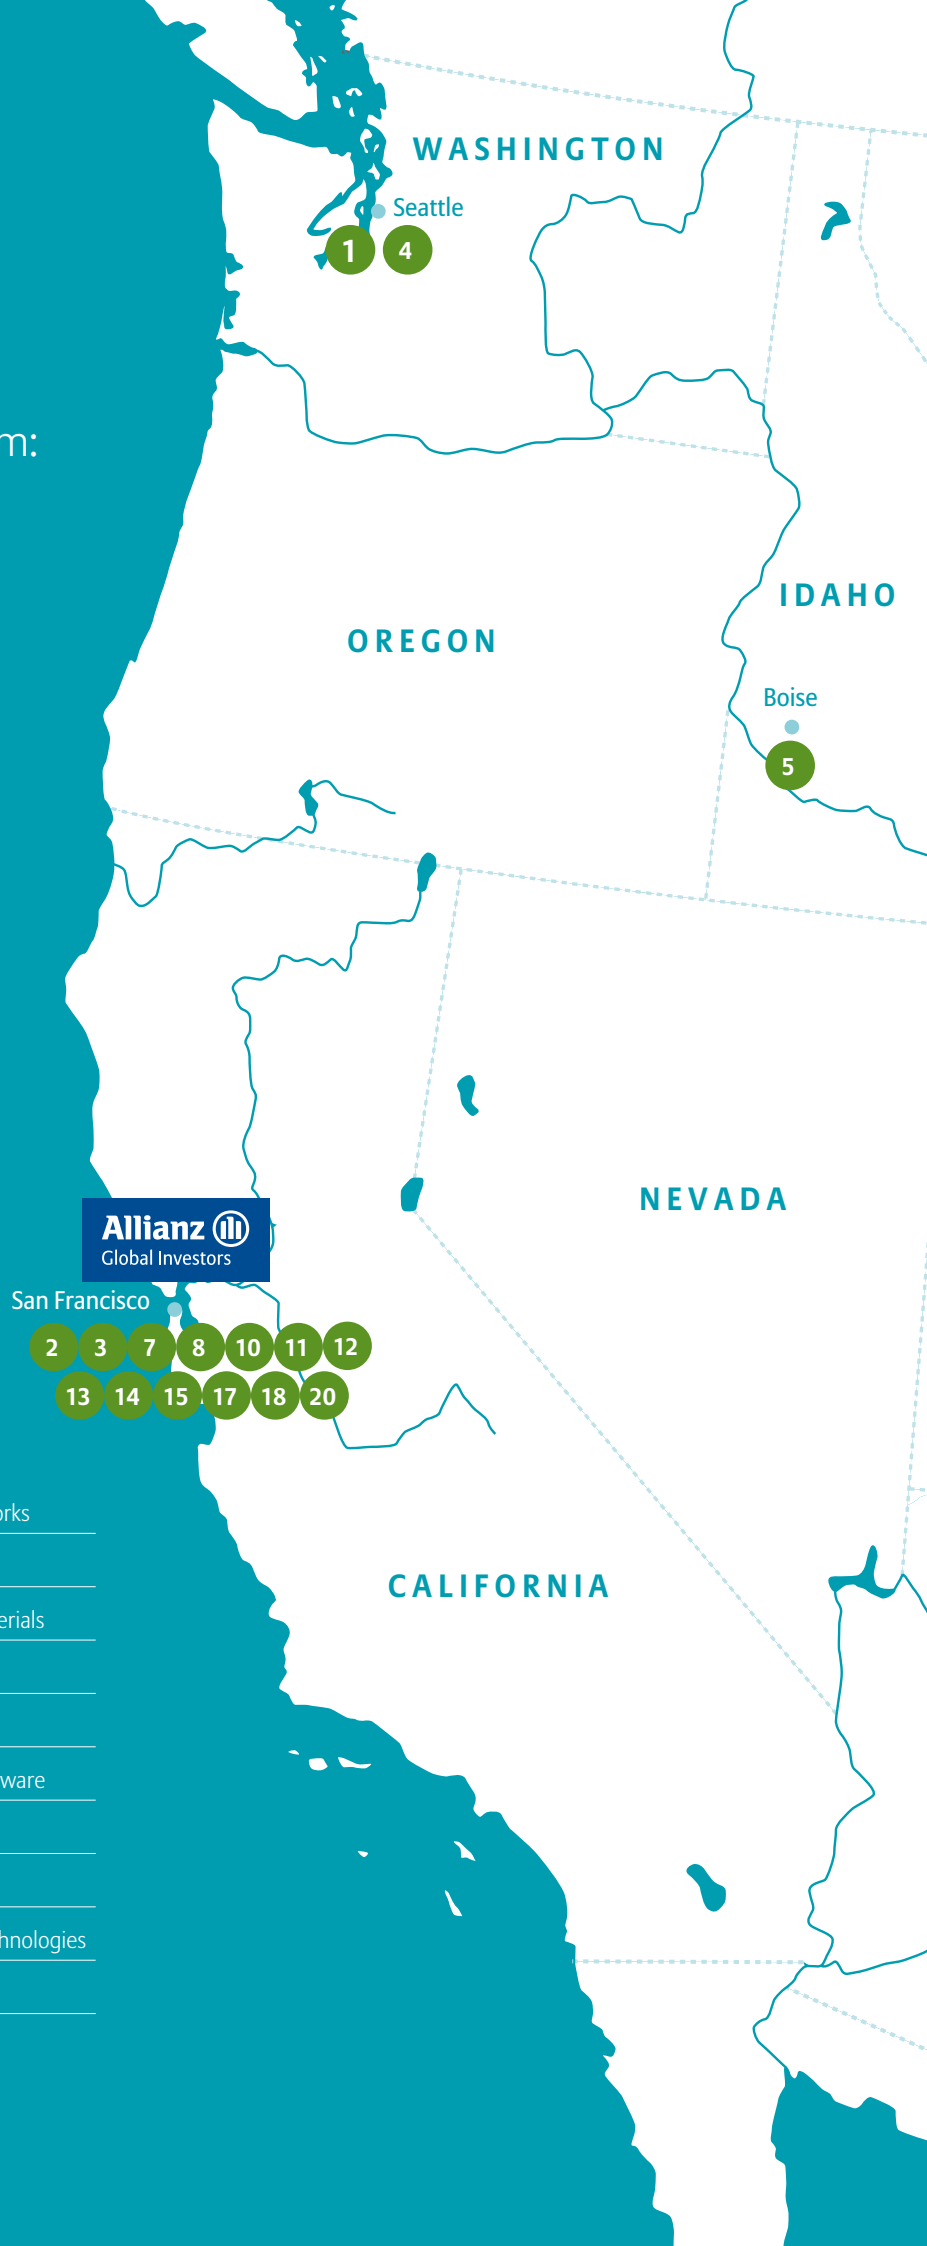 WASHINGTON
Seattle
1 4
m:
IDAHO
OREGON
Boise
5
NEVADA
Allianz
Global Investors
San Francisco
2 3 7 8 10 11 12
13 14 15 17 18 20
orks
CALIFORNIA
erials
ware
hnologies